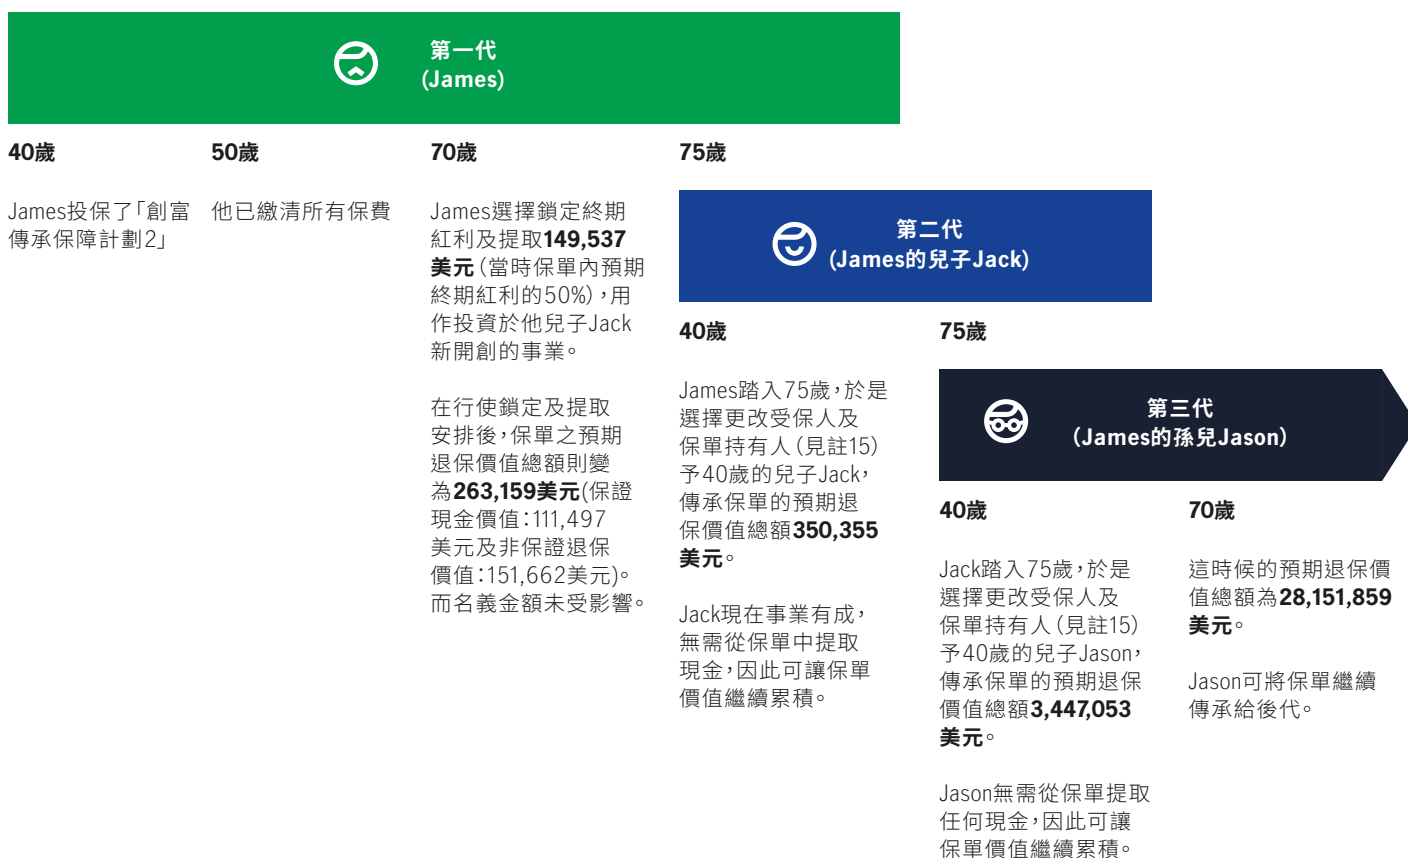 第一代
(James)
40歲
James投保了「創富
傳承保障計劃2」
50歲
他已繳清所有保費
70歲
James選擇鎖定終期
紅利及提取149,537
美元(當時保單內預期
終期紅利的50%),用
作投資於他兒子Jack
新開創的事業。
在行使鎖定及提取
安排後,保單之預期
退保價值總額則變
為263,159美元(保證
現金價值:111,497
美元及非保證退保
價值:151,662美元)。
而名義金額未受影響。
75歲
第二代
(James的兒子Jack)
40歲
James踏入75歲,於是
選擇更改受保人及
保單持有人(見註15)
予40歲的兒子Jack,
傳承保單的預期退
保價值總額350,355
美元。
Jack現在事業有成,
無需從保單中提取
現金,因此可讓保單
價值繼續累積。
75歲
第三代
(James的孫兒Jason)
40歲
Jack踏入75歲,於是
選擇更改受保人及
保單持有人(見註15)
予40歲的兒子Jason,
傳承保單的預期退保
價值總額3,447,053
美元。
Jason無需從保單提取
任何現金,因此可讓
保單價值繼續累積。
70歲
這時候的預期退保價
值總額為28,151,859
美元。
Jason可將保單繼續
傳承給後代。